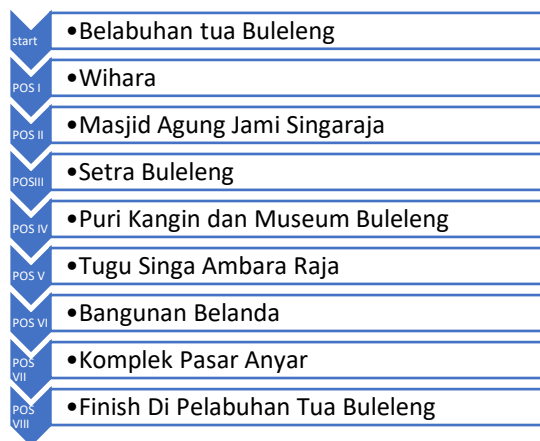 start
•Belabuhan tua Buleleng
POS I
•Wihara
POS II
•Masjid Agung Jami Singaraja
POSIII
•Setra Buleleng
POS IV
•Puri Kangin dan Museum Buleleng
POS V
•Tugu Singa Ambara Raja
POS VI
•Bangunan Belanda
POS
VII
•Komplek Pasar Anyar
POS
VIII
•Finish Di Pelabuhan Tua Buleleng